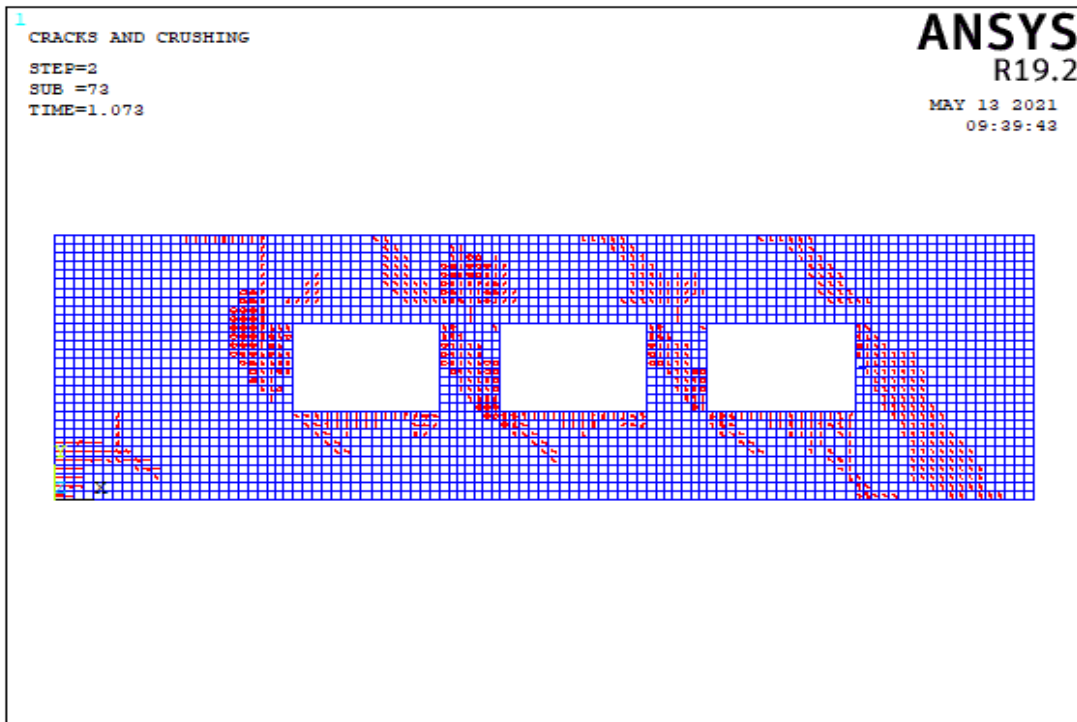 1
CRACKS AND CRUSHING
STEP=2
SUB =73
TIME=1.073
ANSYS
R19.2
MAY 13 2021
09:39:43
X